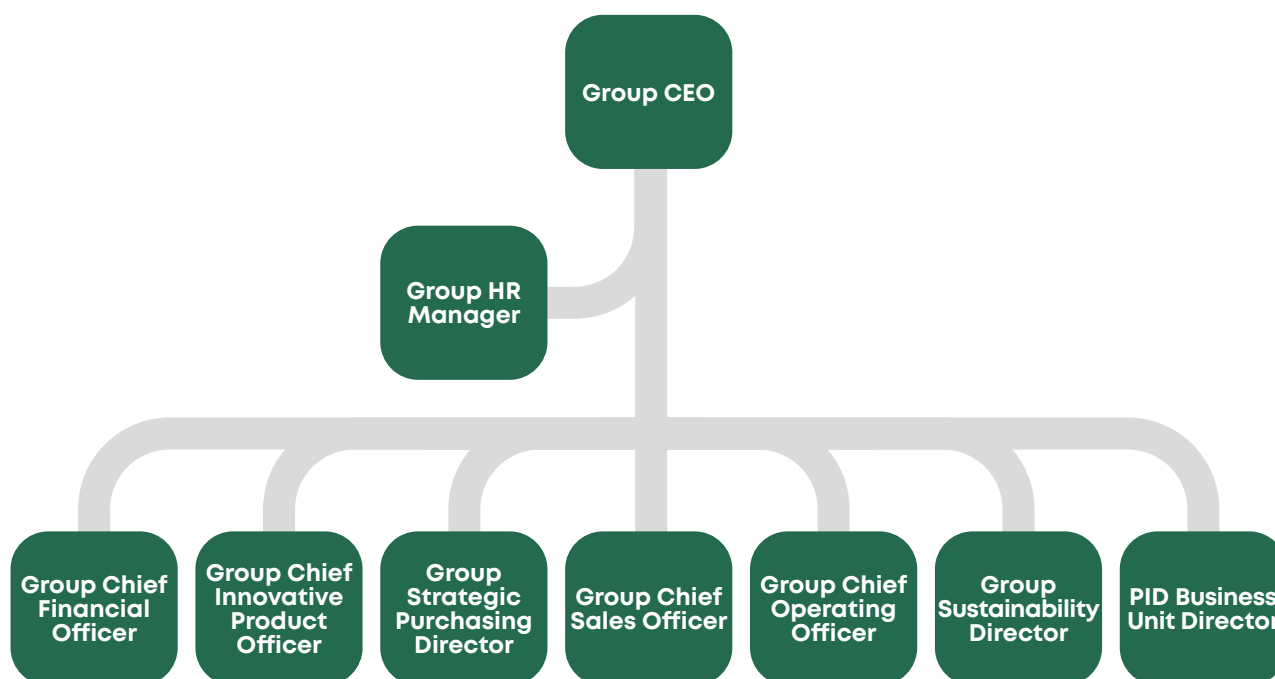 Group CEO
Group HR
Manager
Group Chief
Financial
Officer
Group Chief
Innovative
Product
Officer
Group
Strategic
Purchasing
Director
Group Chief
Sales Officer
Group Chief
Operating
Officer
Group
Sustainability
Director
PID Business
Unit Director